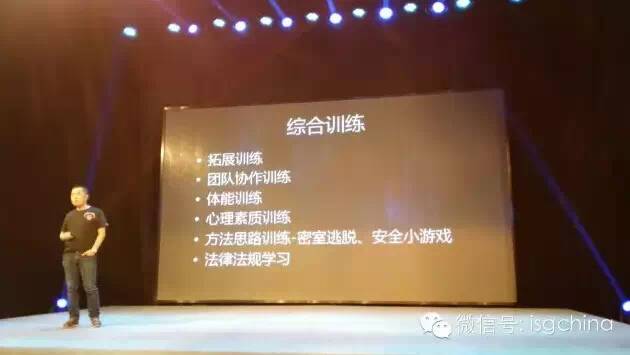 综合训练
拓展训练
团队协作训练
体能训练
心理素质训练
方法思路训练-密室逃脱、安全小游戏
法律法规学习
微信号: isgchina